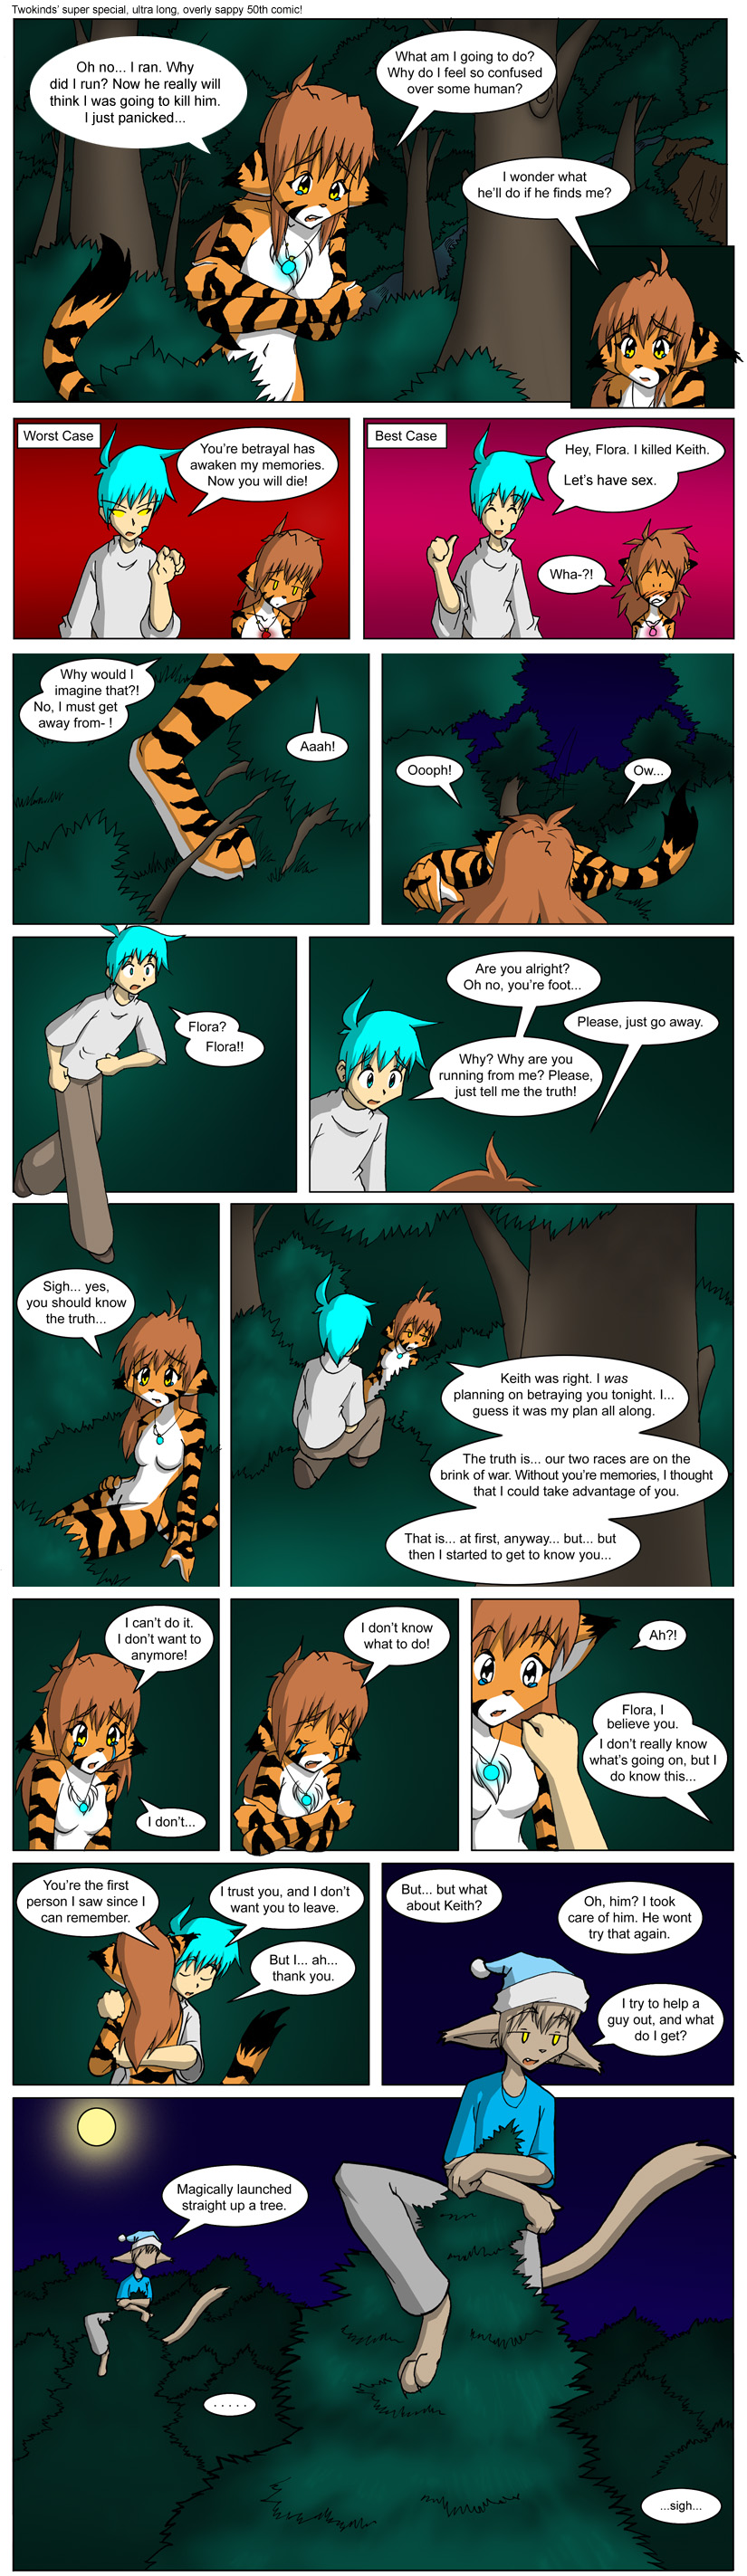 Twokinds' super special, ultra long, overly sappy 50th comic!
Oh no... I ran. Why
did I run? Now he really will
think I was going to kill him.
I just panicked...
What am I going to do?
Why do I feel so confused
over some human?
I wonder what
he'll do if he finds me?
Worst Case
You're betrayal has
awaken my memories.
Now you will die!
Best Case
Hey, Flora. I killed Keith.
Let's have sex.
Wha-?!
Why would I
imagine that?!
No, I must get
away from- !
Aaah!
Oooph!
Ow...
Flora?
Flora!!
Are you alright?
Oh no, you're foot...
Please, just go away.
Why? Why are you
running from me? Please,
just tell me the truth!
Sigh... yes,
you should know
the truth...
Keith was right. I was
planning on betraying you tonight. I...
guess it was my plan all along.
The truth is... our two races are on the
brink of war. Without you're memories, I thought
that I could take advantage of you.
That is... at first, anyway... but... but
then I started to get to know you...
I can't do it.
I don't want to
anymore!
I don't...
I don't know
what to do!
Ah?!
Flora, I
believe you.
I don't really know
what's going on, but I
do know this...
You're the first
person I saw since I
can remember.
I trust you, and I don't
want you to leave.
But I... ah...
thank you.
But... but what
about Keith?
Oh, him? I took
care of him. He wont
try that again.
I try to help a
guy out, and what
do I get?
Magically launched
straight up a tree.
. . . . .
...sigh...